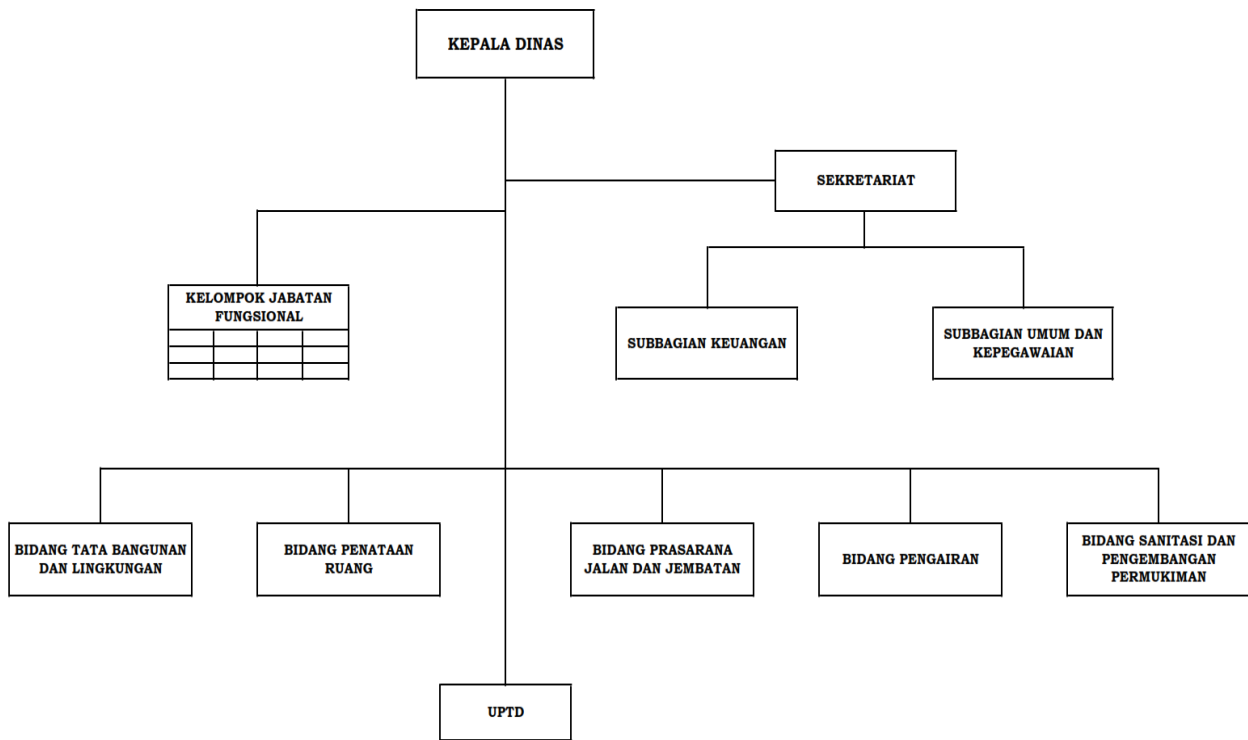 KEPALA DINAS
SEKRETARIAT
KELOMPOK JABATAN
FUNGSIONAL
SUBBAGIAN KEUANGAN
SUBBAGIAN UMUM DAN
KEPEGAWAIAN
BIDANG TATA BANGUNAN
DAN LINGKUNGAN
BIDANG PENATAAN
RUANG
BIDANG PRASARANA
JALAN DAN JEMBATAN
BIDANG PENGAIRAN
BIDANG SANITASI DAN
PENGEMBANGAN
PERMUKIMAN
UPTD